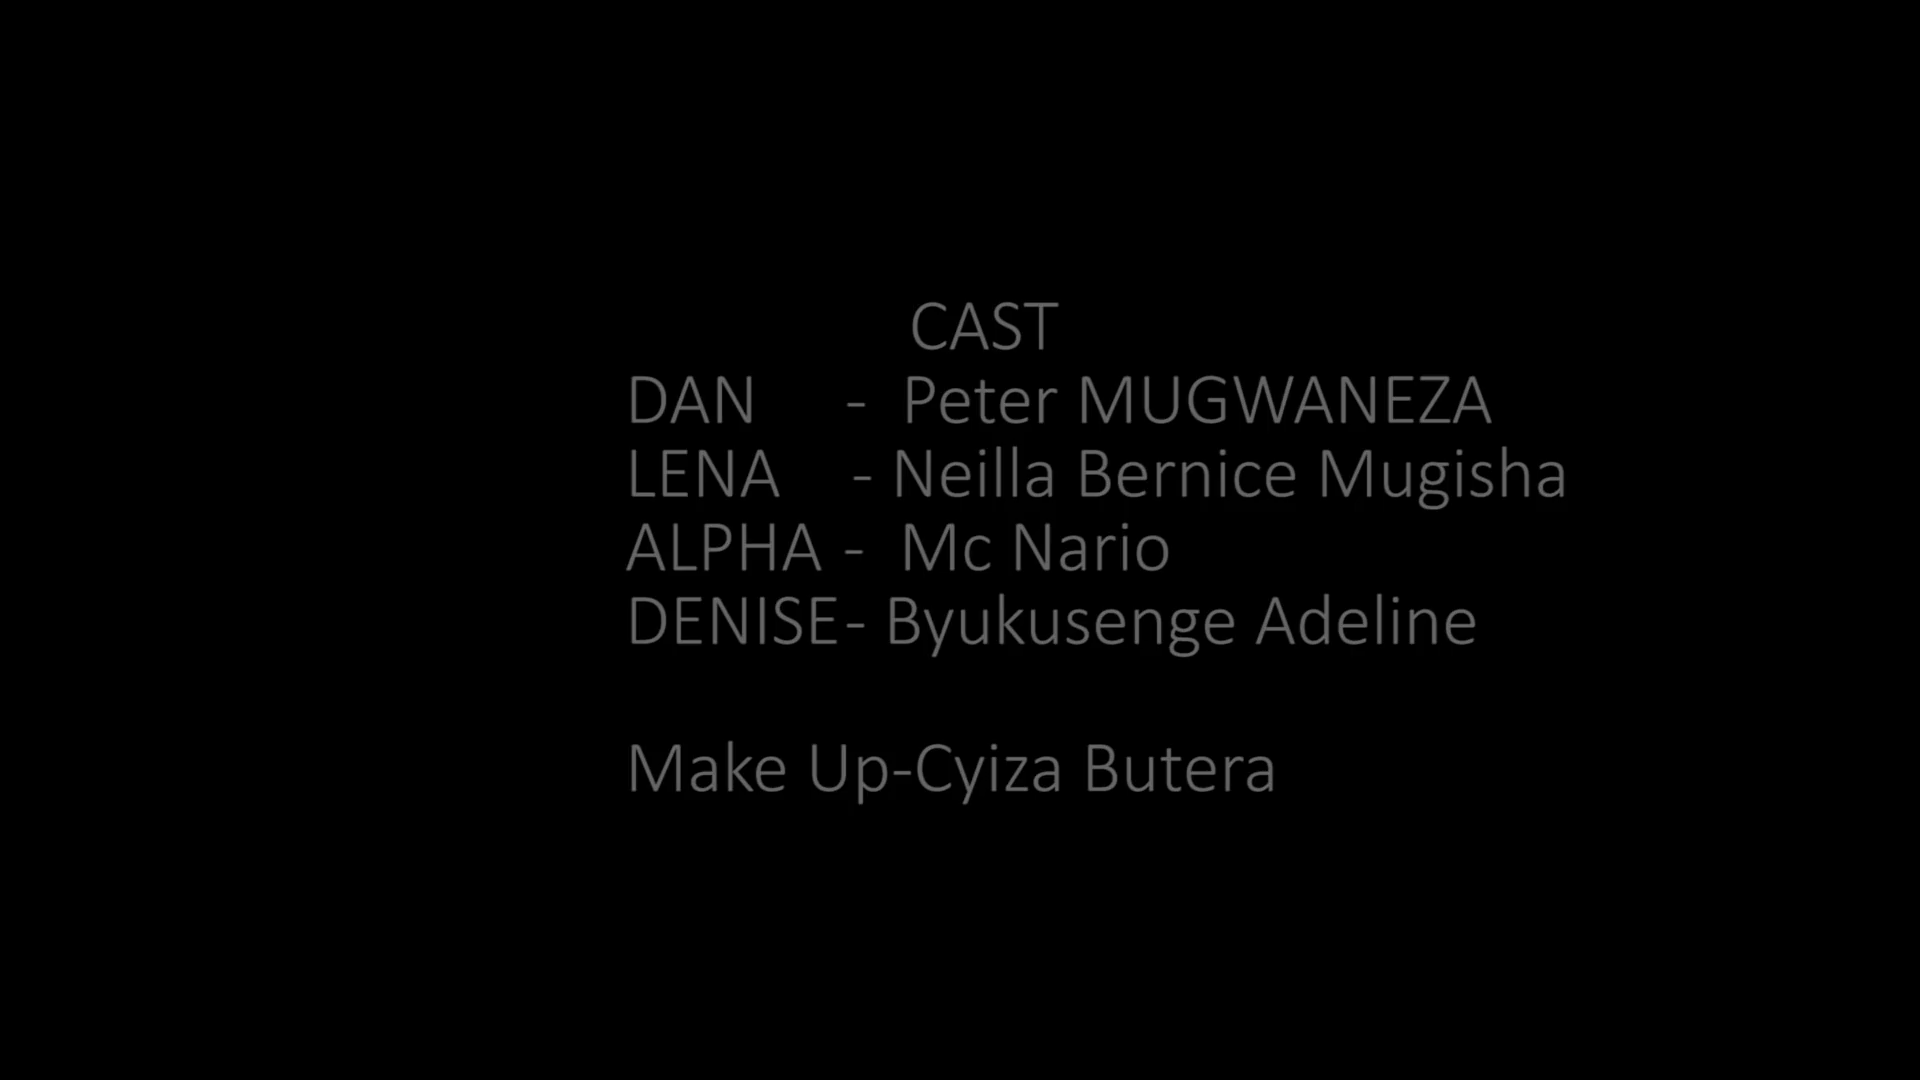 CAST
DAN - Peter MUGWANEZA
LENA - Neilla Bernice Mugisha
ALPHA - Mc Nario
DENISE- Byukusenge Adeline
Make Up-Cyiza Butera